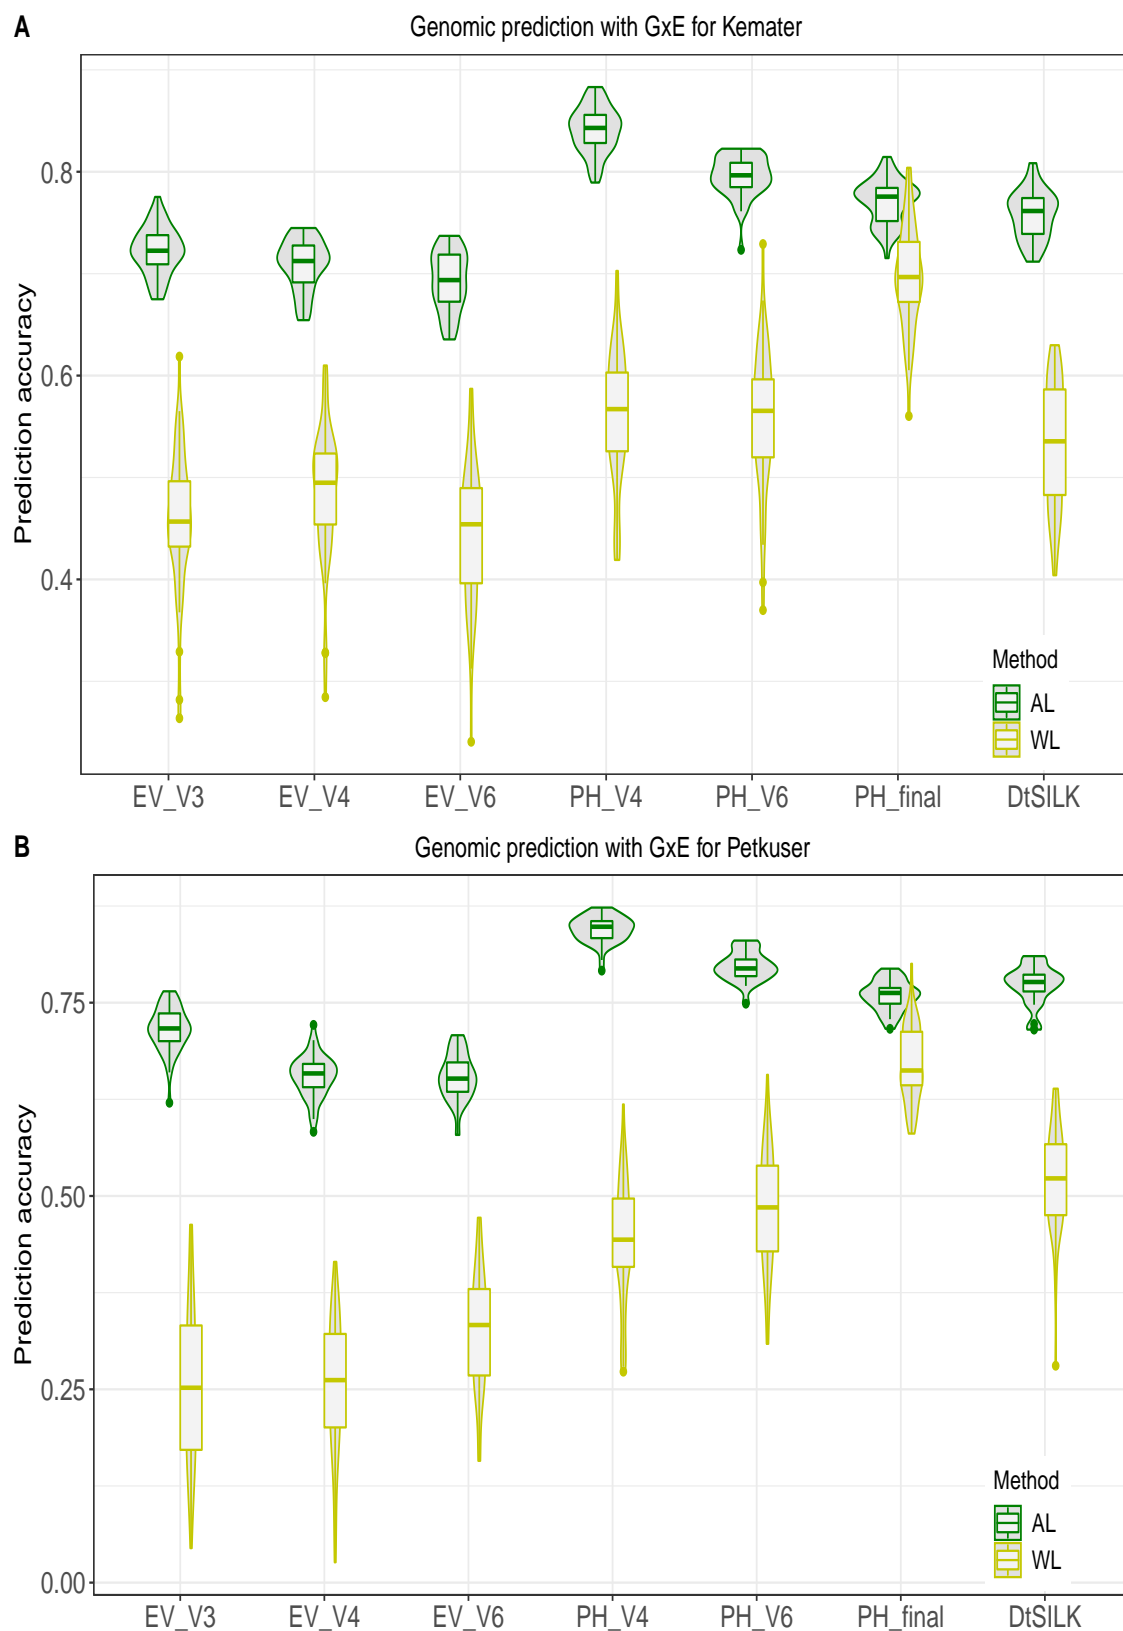 A
Genomic prediction with GxE for Kemater
Prediction accuracy
0.8
0.6
0.4
Method
AL
WL
EV_V3 EV_V4 EV_V6 PH_V4 PH_V6 PH_final DtSILK
B
Genomic prediction with GxE for Petkuser
Prediction accuracy
0.75
0.50
0.25
0.00
Method
AL
WL
EV_V3 EV_V4 EV_V6 PH_V4 PH_V6 PH_final DtSILK